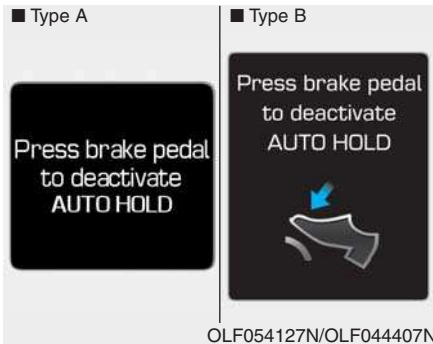 ■ Type A
Press brake pedal
to deactivate
AUTO HOLD
■ Type B
Press brake pedal
to deactivate
AUTO HOLD
OLF054127N/OLF044407N